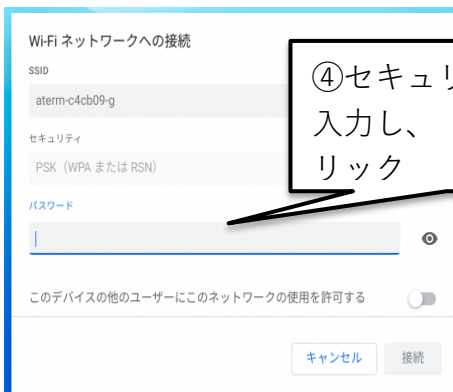 Wi-Fi ネットワークへの接続
SSID
aterm-c4cb09-g
セキュリティ
PSK（WPA または RSN）
パスワード
このデバイスの他のユーザーにこのネットワークの使用を許可する
キャンセル
接続
④セキュリ
入力し、
リック